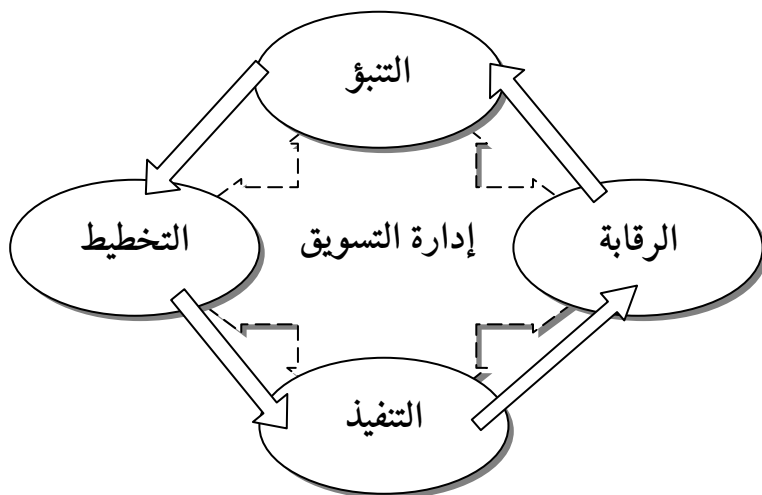 التنبؤ
الرقابة
إدارة التسويق
التخطيط
التنفيذ